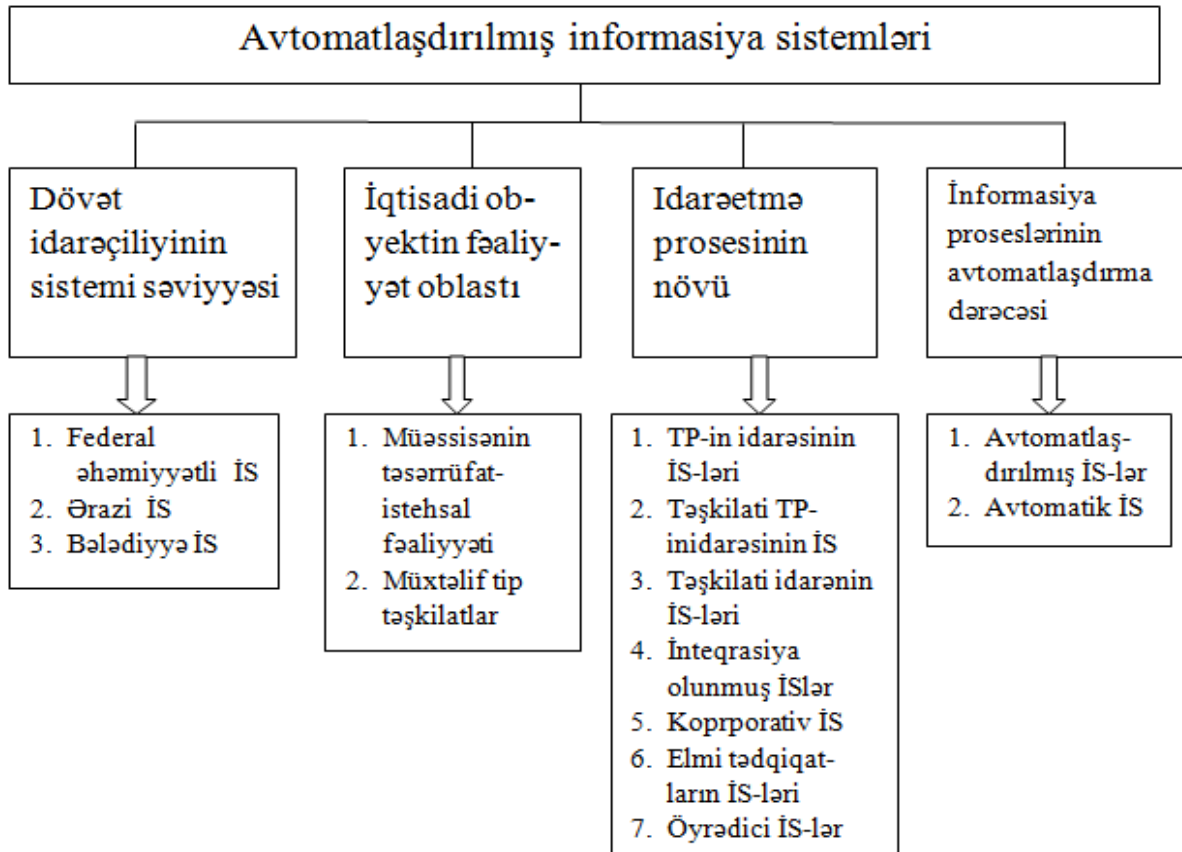 Avtomatlaşdırılmış informasiya sistemləri
Dövət
idarəçiliyinin
sistemi səviyyəsi
İqtisadi ob-
yektin fəaliy-
yət oblastı
Idarəetmə
prosesinin
növü
İnformasiya
proseslərinin
avtomatlaşdırma
dərəcəsi
1. Federal
əhəmiyyətli İS
2. Ərazi İS
3. Bələdiyyə İS
1. Müəssisənin
təsərrüfat-
istehsal
fəaliyyəti
2. Müxtəlif tip
təşkilatlar
1. TP-in idarəsinin
İS-ləri
2. Təşkilati TP-
inidarəsinin İS
3. Təşkilati idarənin
İS-ləri
4. İnteqrasiya
olunmuş İSlər
5. Koprporativ İS
6. Elmi tədqiqat-
ların İS-ləri
7. Öyrədici İS-lər
1. Avtomatlaş-
dırılmış İS-lər
2. Avtomatik İS